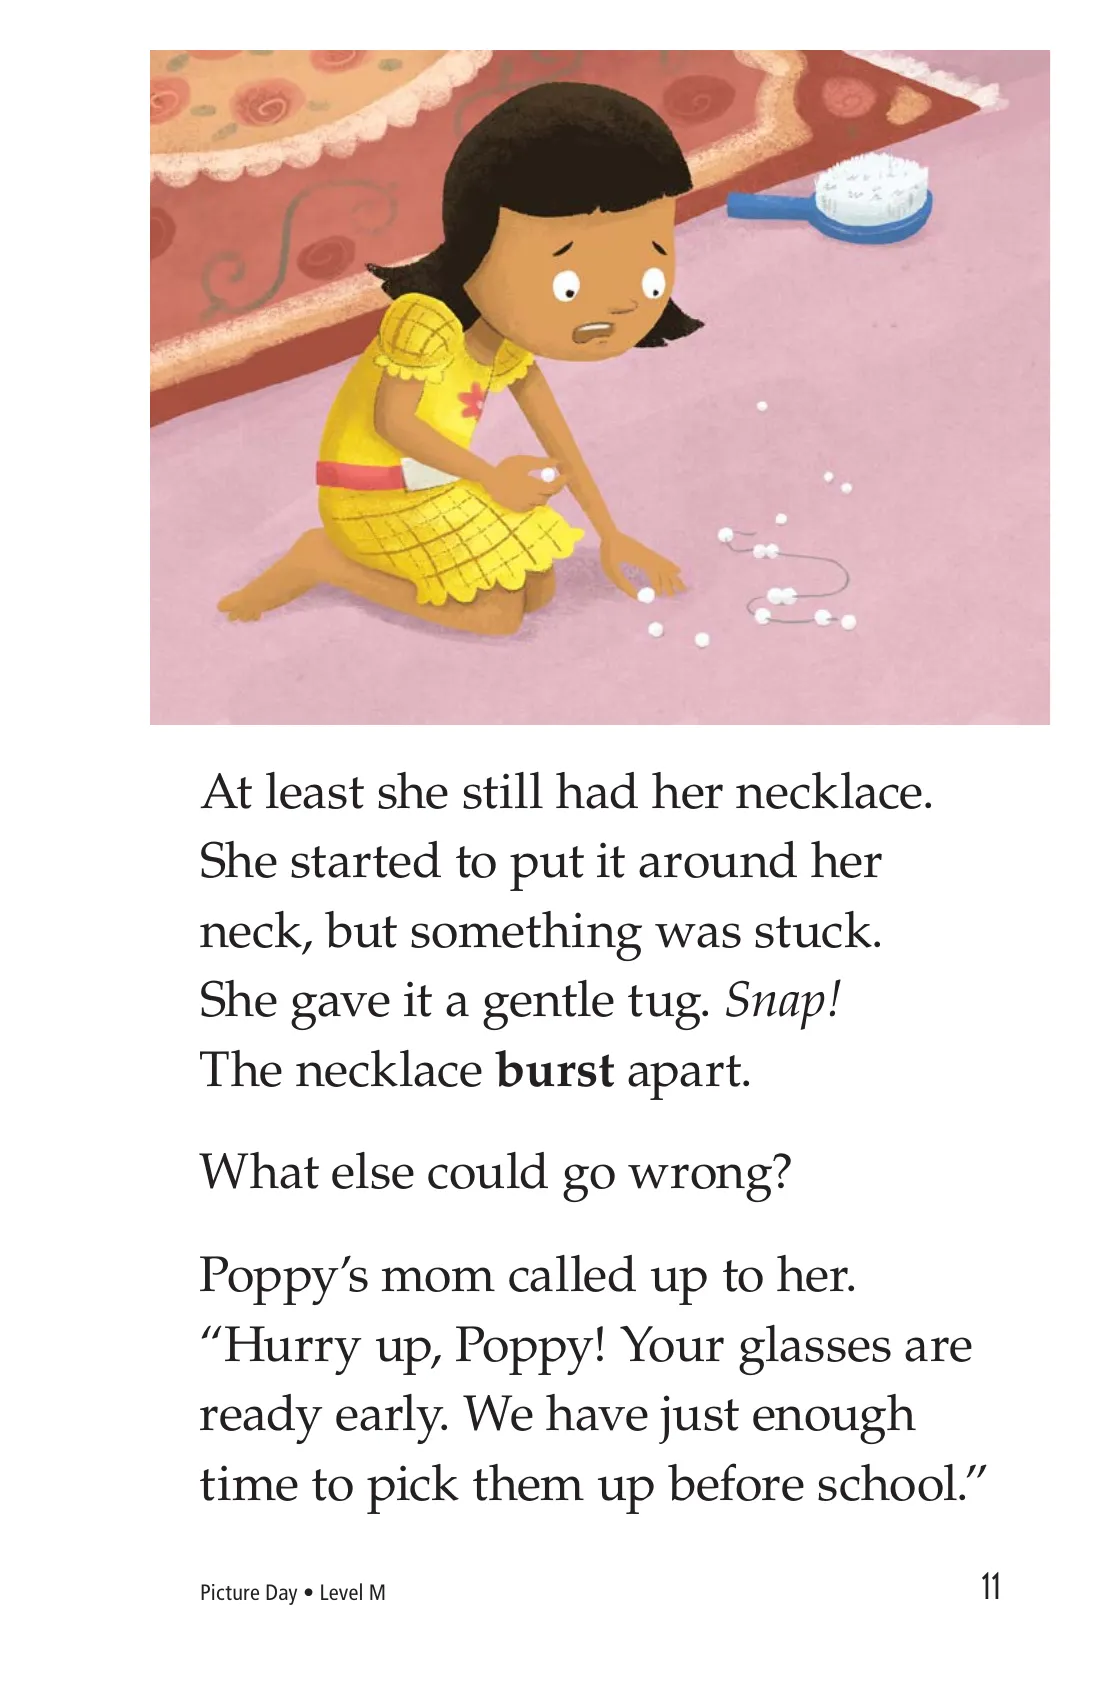 At least she still had her necklace.
She started to put it around her
neck, but something was stuck.
She gave it a gentle tug. Snap!
The necklace burst apart.
What else could go wrong?
Poppy’s mom called up to her.
“Hurry up, Poppy! Your glasses are
ready early. We have just enough
time to pick them up before school.”
Picture Day • Level M
11